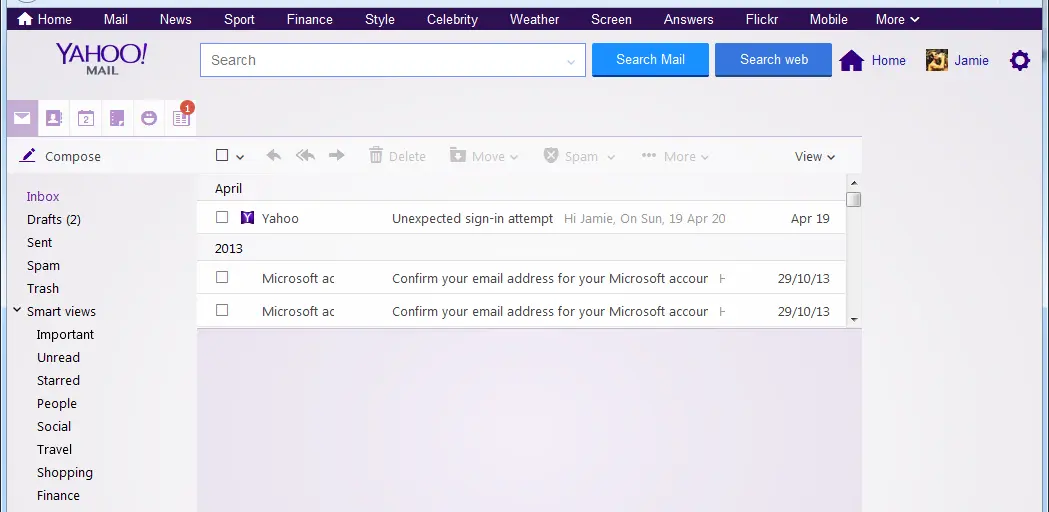 Home Mail News Sport Finance Style Celebrity Weather Screen Answers Flickr Mobile More
YAHOO!
MAIL
Search
Search Mail
Search web
Home
Jamie
2
1
Compose
Delete
Move
Spam
More
View
Inbox
Drafts (2)
Sent
Spam
Trash
Smart views
Important
Unread
Starred
People
Social
Travel
Shopping
Finance
April
Y Yahoo Unexpected sign-in attempt Hi Jamie, On Sun, 19 Apr 20 Apr 19
2013
Microsoft ac Confirm your email address for your Microsoft accour H 29/10/13
Microsoft ac Confirm your email address for your Microsoft accour H 29/10/13